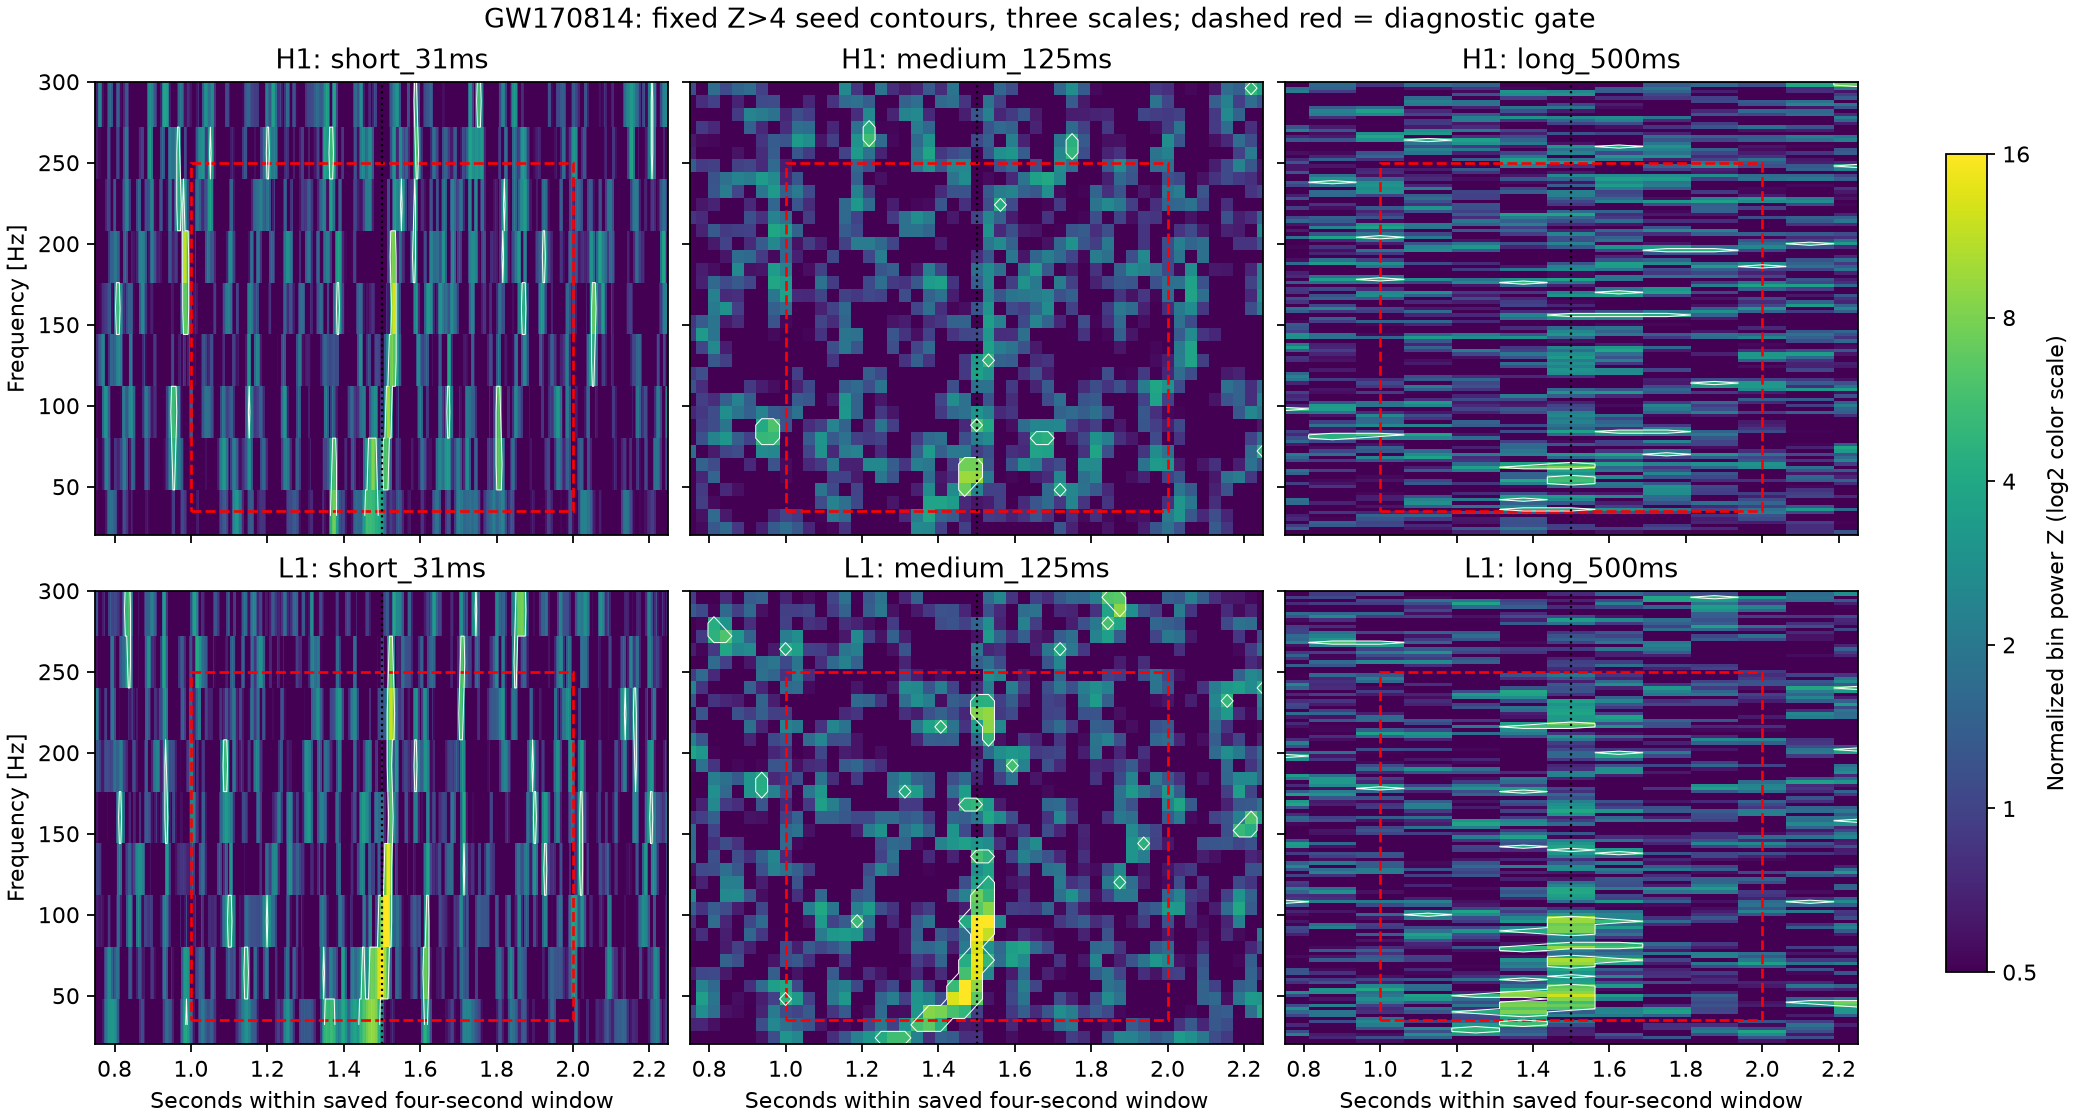 GW170814: fixed Z>4 seed contours, three scales; dashed red = diagnostic gate
H1: short_31ms
H1: medium_125ms
H1: long_500ms
300
250
200
150
100
50
Frequency [Hz]
L1: short_31ms
L1: medium_125ms
L1: long_500ms
300
250
200
150
100
50
Frequency [Hz]
0.8 1.0 1.2 1.4 1.6 1.8 2.0 2.2
0.8 1.0 1.2 1.4 1.6 1.8 2.0 2.2
0.8 1.0 1.2 1.4 1.6 1.8 2.0 2.2
Seconds within saved four-second window
Seconds within saved four-second window
Seconds within saved four-second window
16
8
4
2
1
0.5
Normalized bin power Z (log2 color scale)